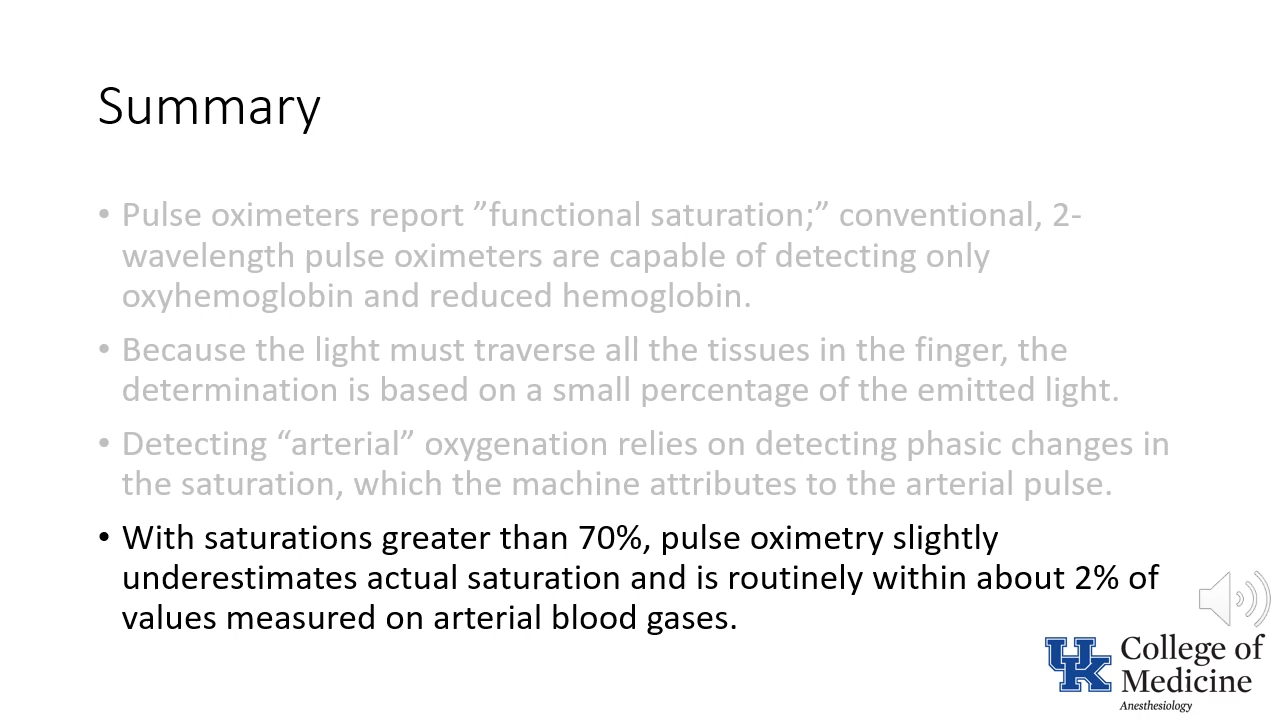 Summary
• Pulse oximeters report ”functional saturation;” conventional, 2-
wavelength pulse oximeters are capable of detecting only
oxyhemoglobin and reduced hemoglobin.
• Because the light must traverse all the tissues in the finger, the
determination is based on a small percentage of the emitted light.
• Detecting “arterial” oxygenation relies on detecting phasic changes in
the saturation, which the machine attributes to the arterial pulse.
• With saturations greater than 70%, pulse oximetry slightly
underestimates actual saturation and is routinely within about 2% of
values measured on arterial blood gases.
UK College of
Medicine
Anesthesiology